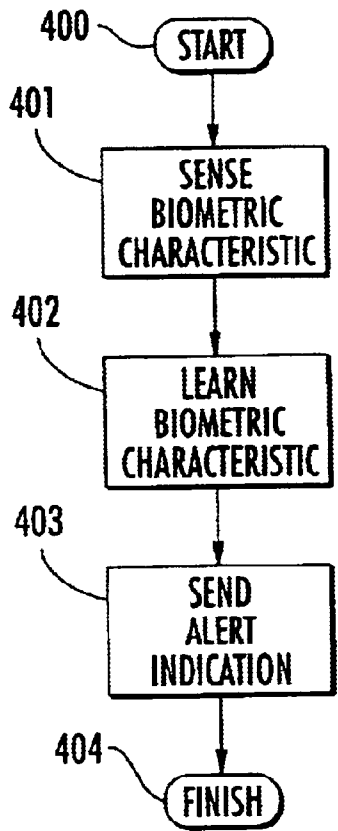 400
START
401
SENSE
BIOMETRIC
CHARACTERISTIC
402
LEARN
BIOMETRIC
CHARACTERISTIC
403
SEND
ALERT
INDICATION
404
FINISH